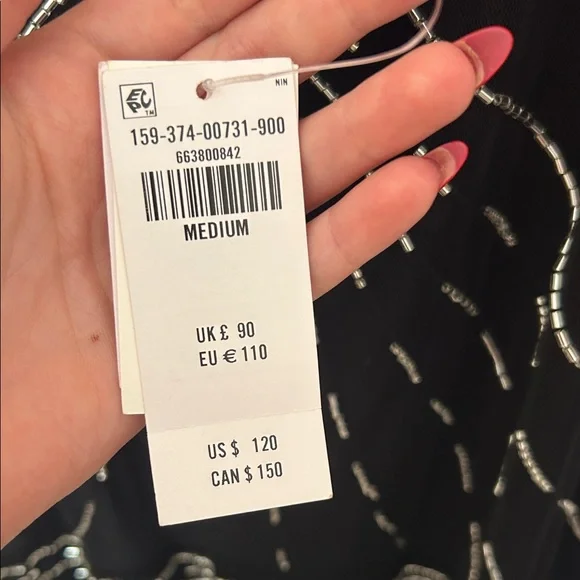 EPC
TM
NIN
159-374-00731-900
663800842
MEDIUM
UK £ 90
EU € 110
US $ 120
CAN $ 150